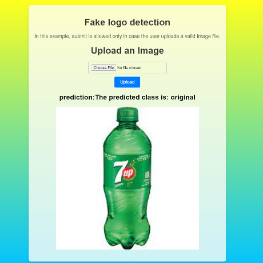 Fake logo detection
In this example, submit is allowed only in case the user uploads a valid image file.
Upload an Image
Choose File No file chosen
Upload
prediction:The predicted class is: original
7up